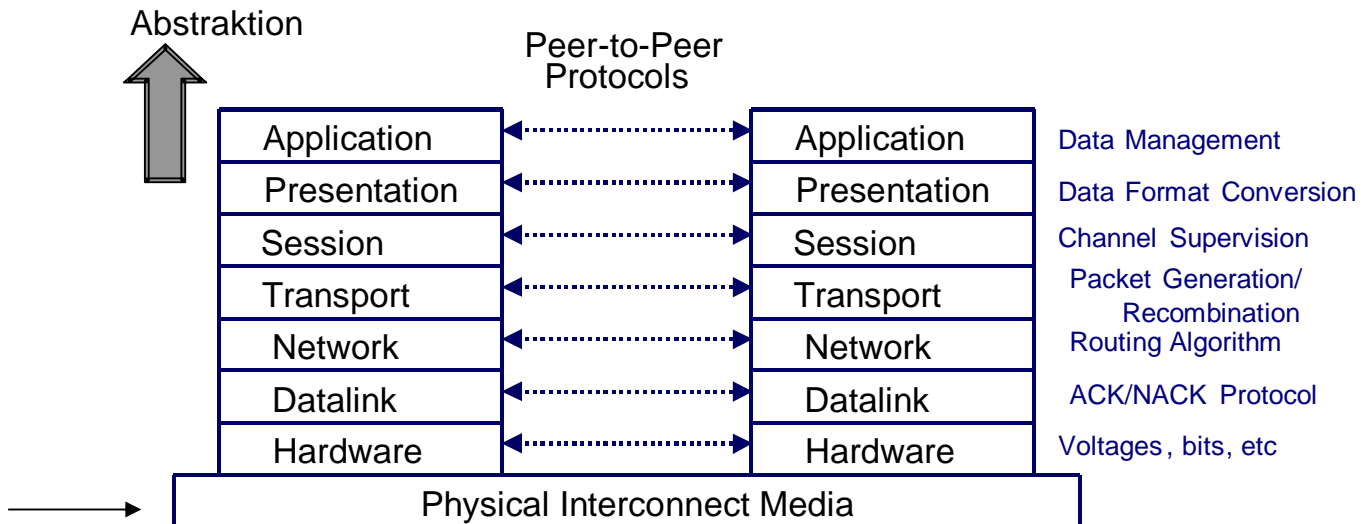 Abstraktion
Peer-to-Peer
Protocols
Application
Application
Data Management
Presentation
Presentation
Data Format Conversion
Session
Session
Channel Supervision
Transport
Transport
Packet Generation/
Recombination
Network
Network
Routing Algorithm
Datalink
Datalink
ACK/NACK Protocol
Hardware
Hardware
Voltages, bits, etc
Physical Interconnect Media